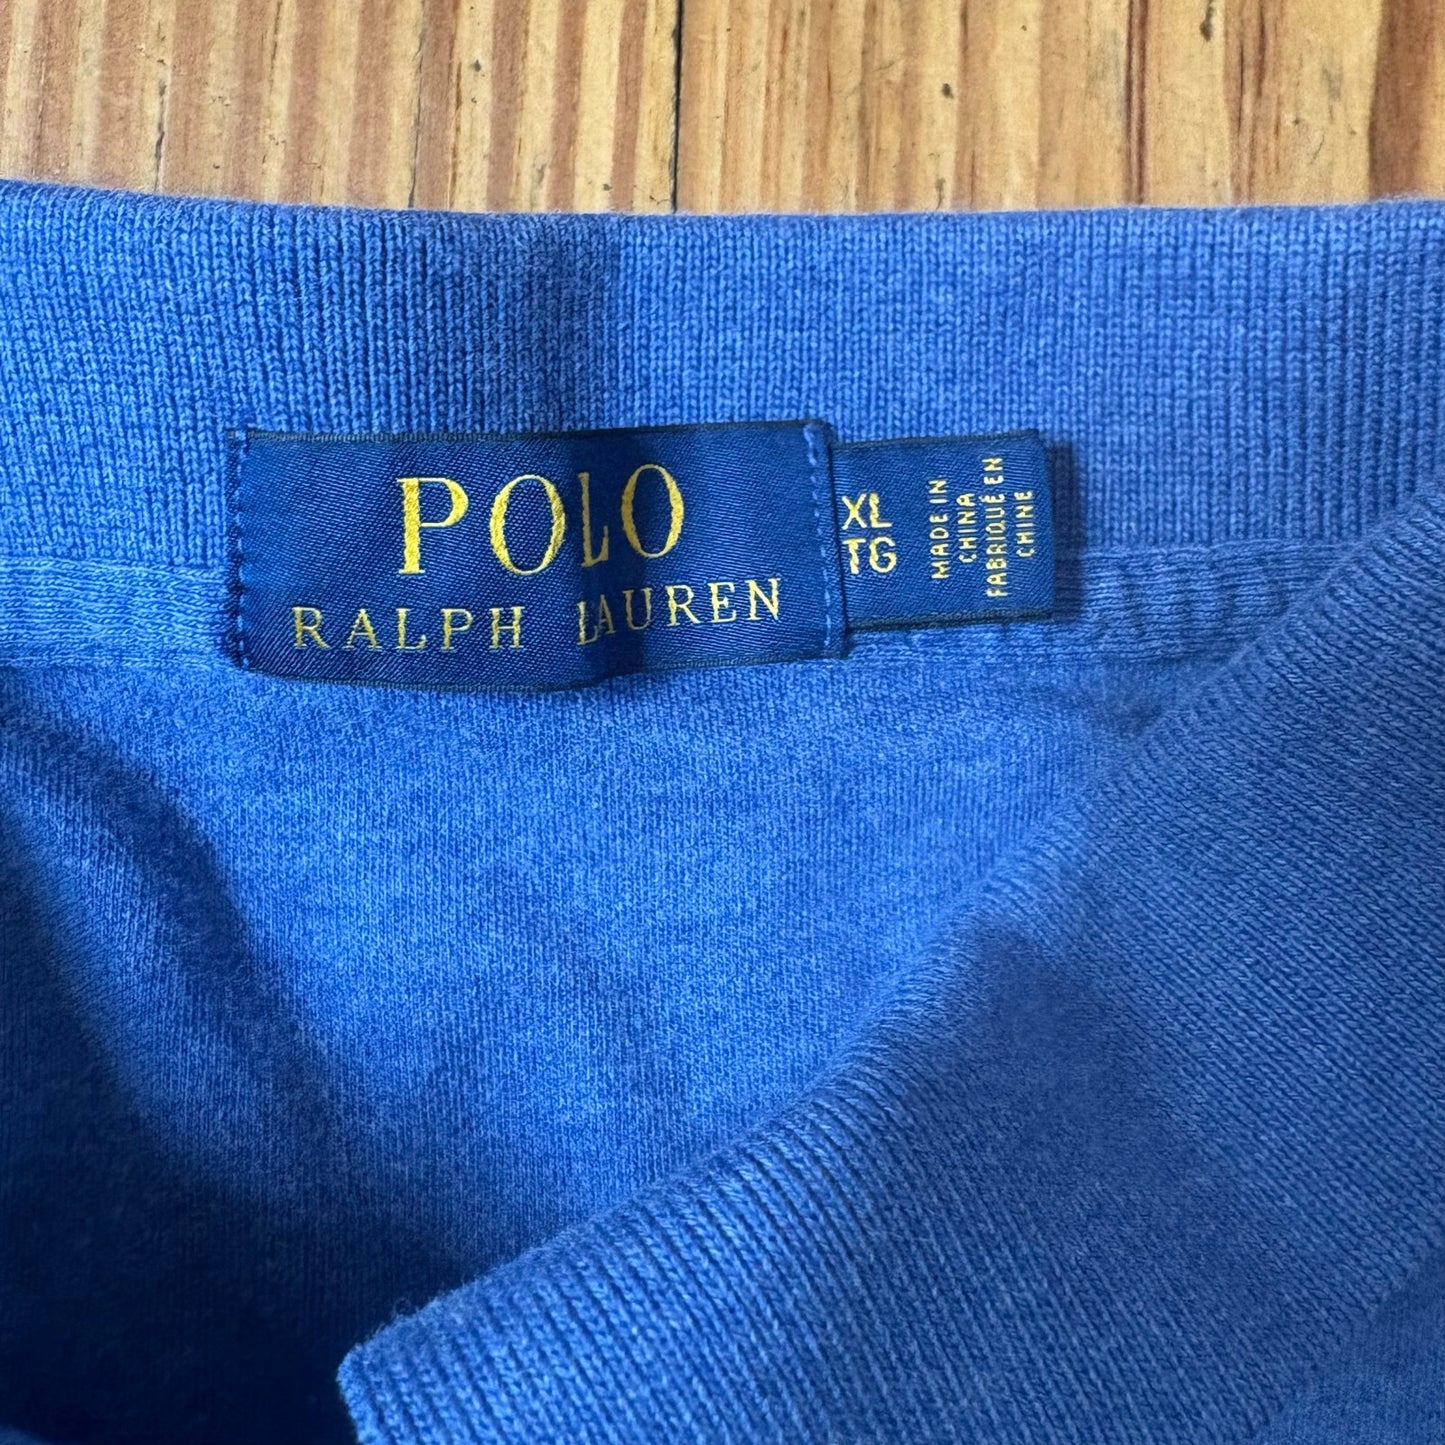 POLO
RALPH LAUREN
XL
TG
MADE IN
CHINA
FABRIQUÉ EN
CHINE